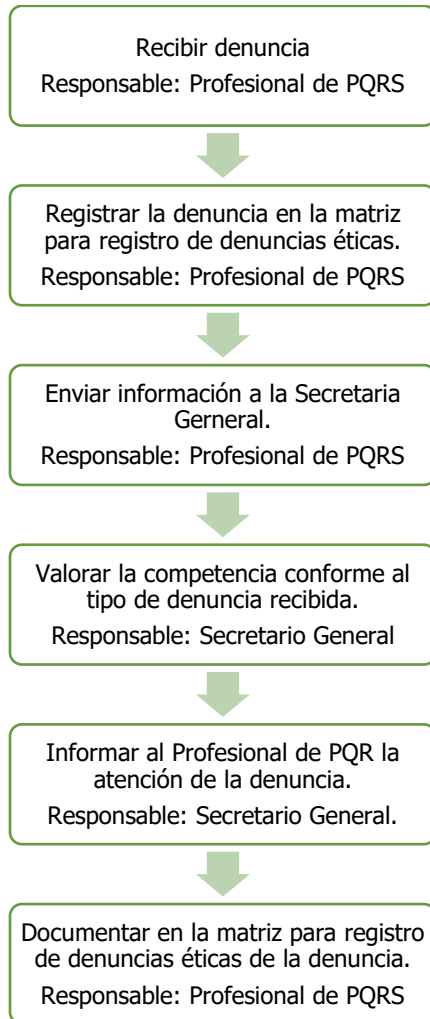 Recibir denuncia
Responsable: Profesional de PQRS
Registrar la denuncia en la matriz
para registro de denuncias éticas.
Responsable: Profesional de PQRS
Enviar información a la Secretaria
Gerneral.
Responsable: Profesional de PQRS
Valorar la competencia conforme al
tipo de denuncia recibida.
Responsable: Secretario General
Informar al Profesional de PQR la
atención de la denuncia.
Responsable: Secretario General.
Documentar en la matriz para registro
de denuncias éticas de la denuncia.
Responsable: Profesional de PQRS